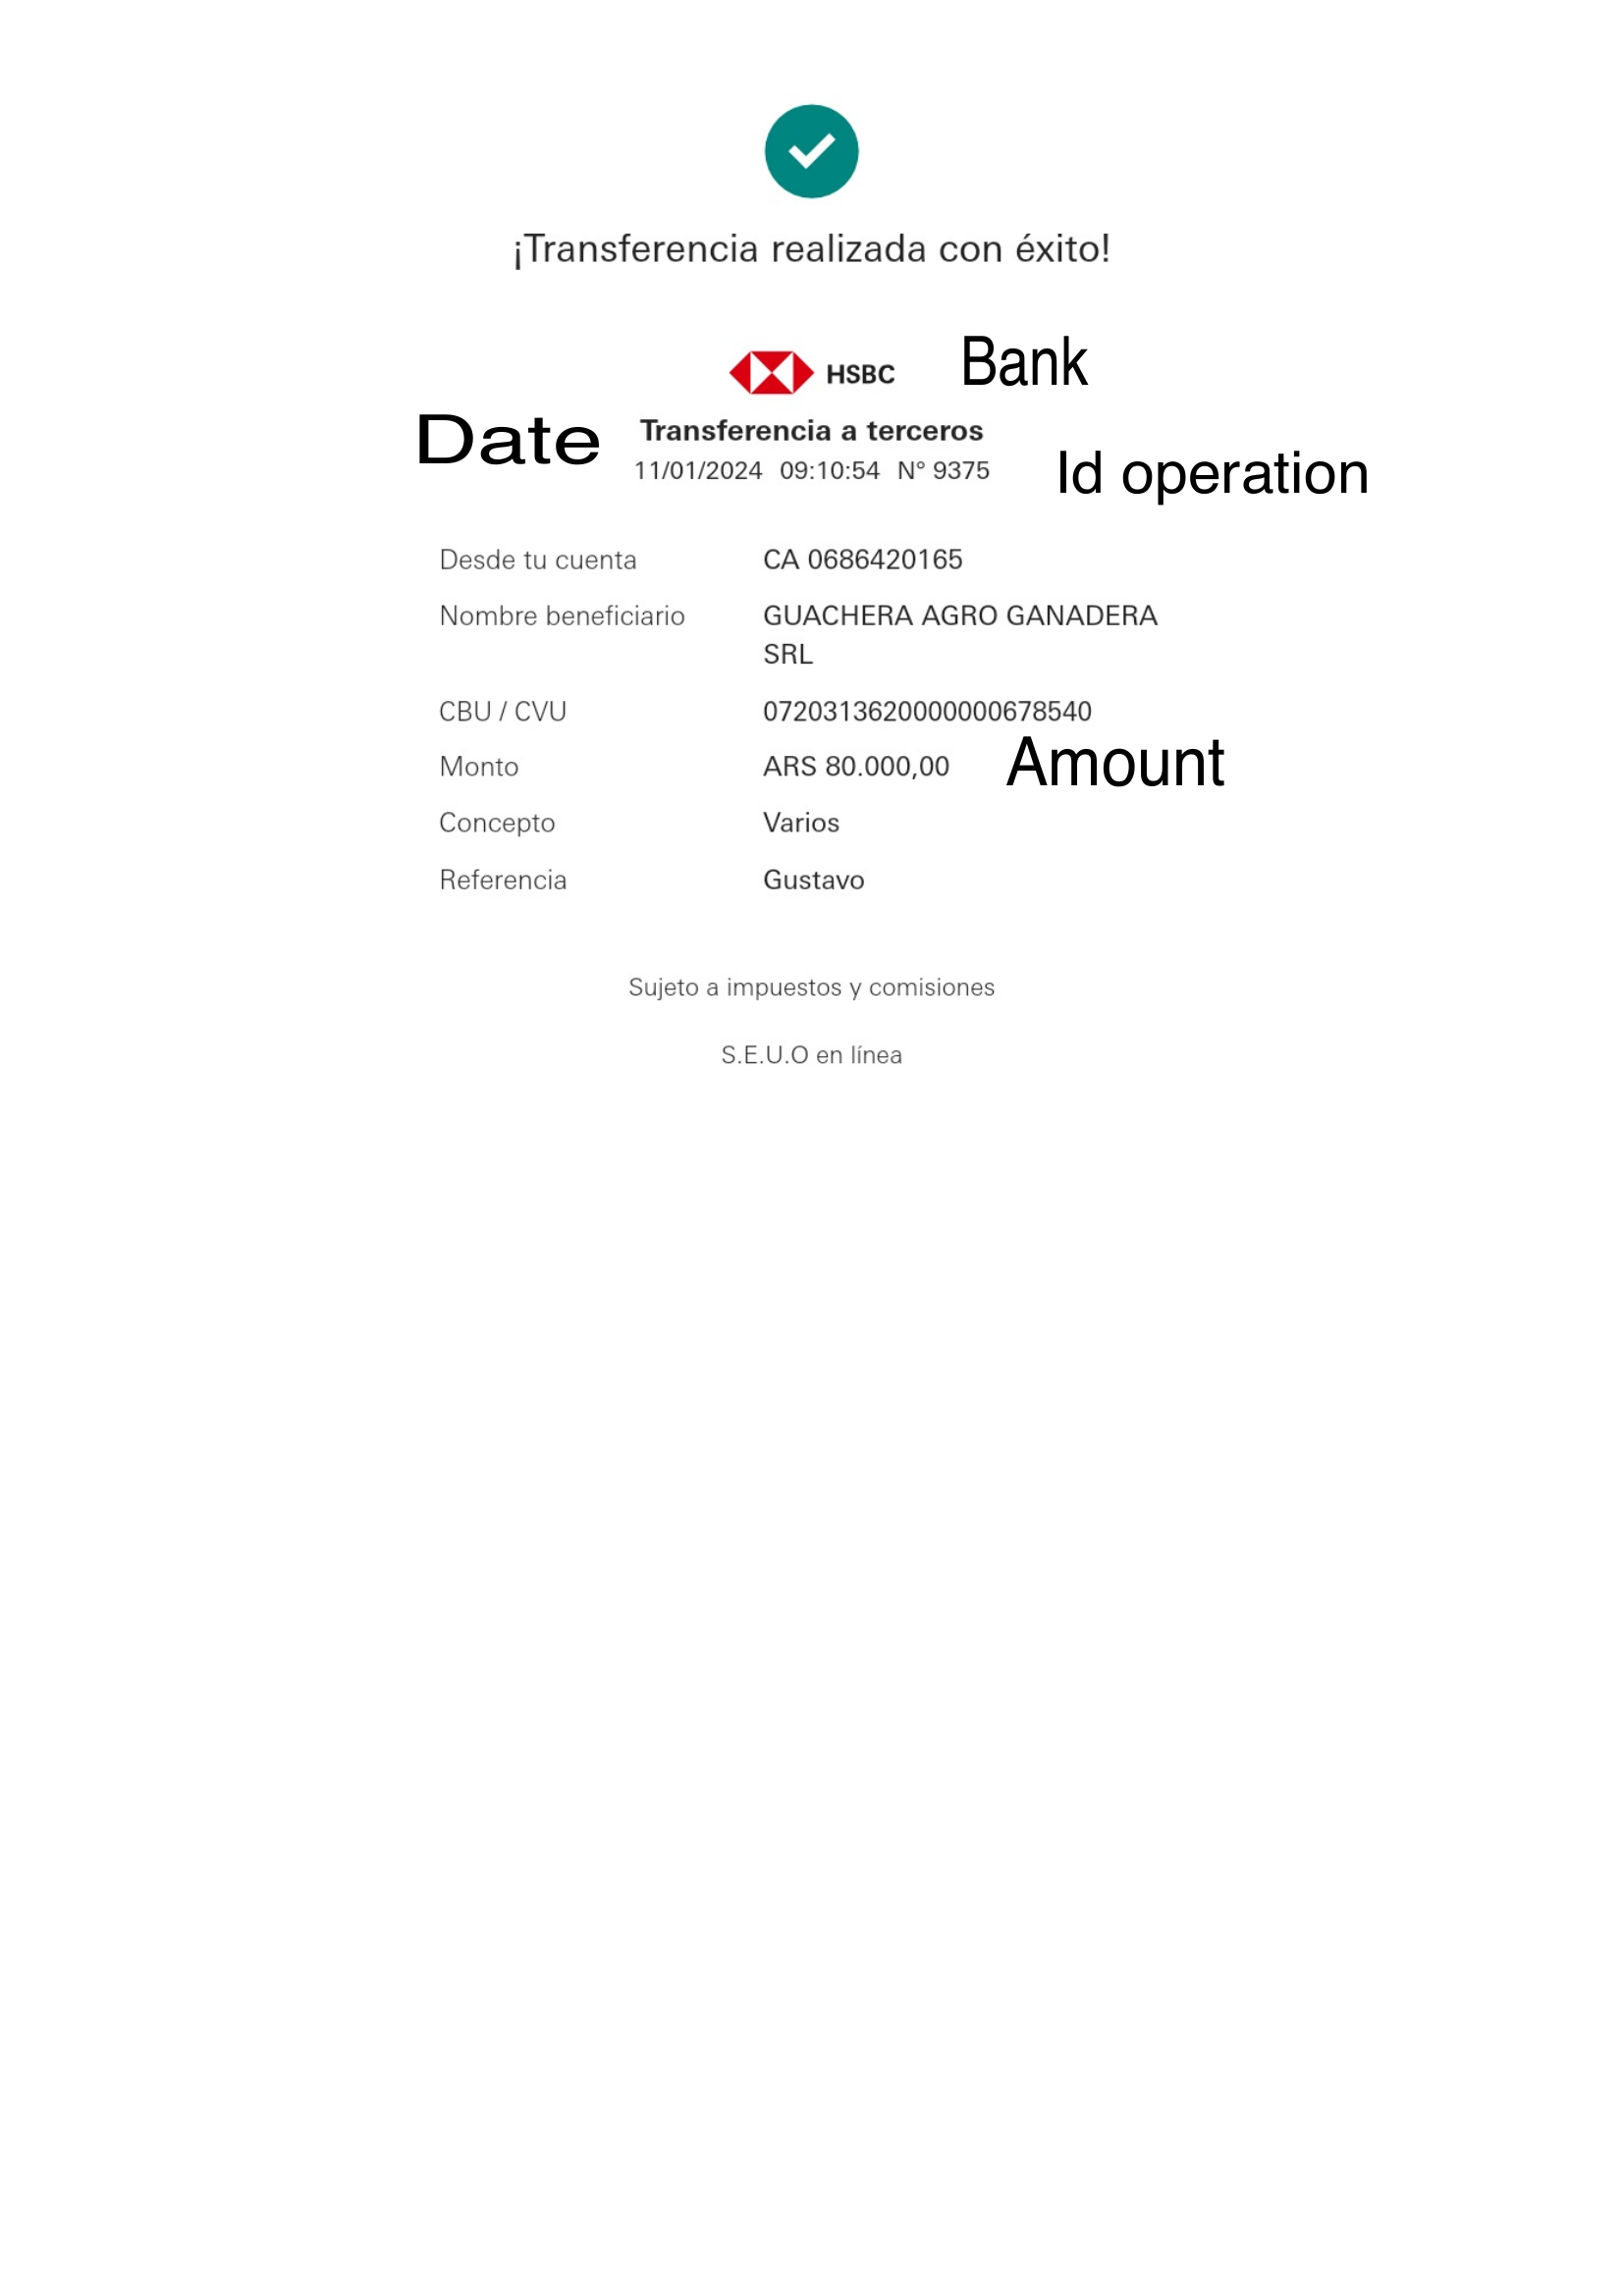 ¡Transferencia realizada con éxito!
HSBC Bank
Date Transferencia a terceros
11/01/2024 09:10:54 N° 9375 Id operation
Desde tu cuenta CA 0686420165
Nombre beneficiario GUACHERA AGRO GANADERA
SRL
CBU / CVU 0720313620000000678540
Monto ARS 80.000,00 Amount
Concepto Varios
Referencia Gustavo
Sujeto a impuestos y comisiones
S.E.U.O en línea